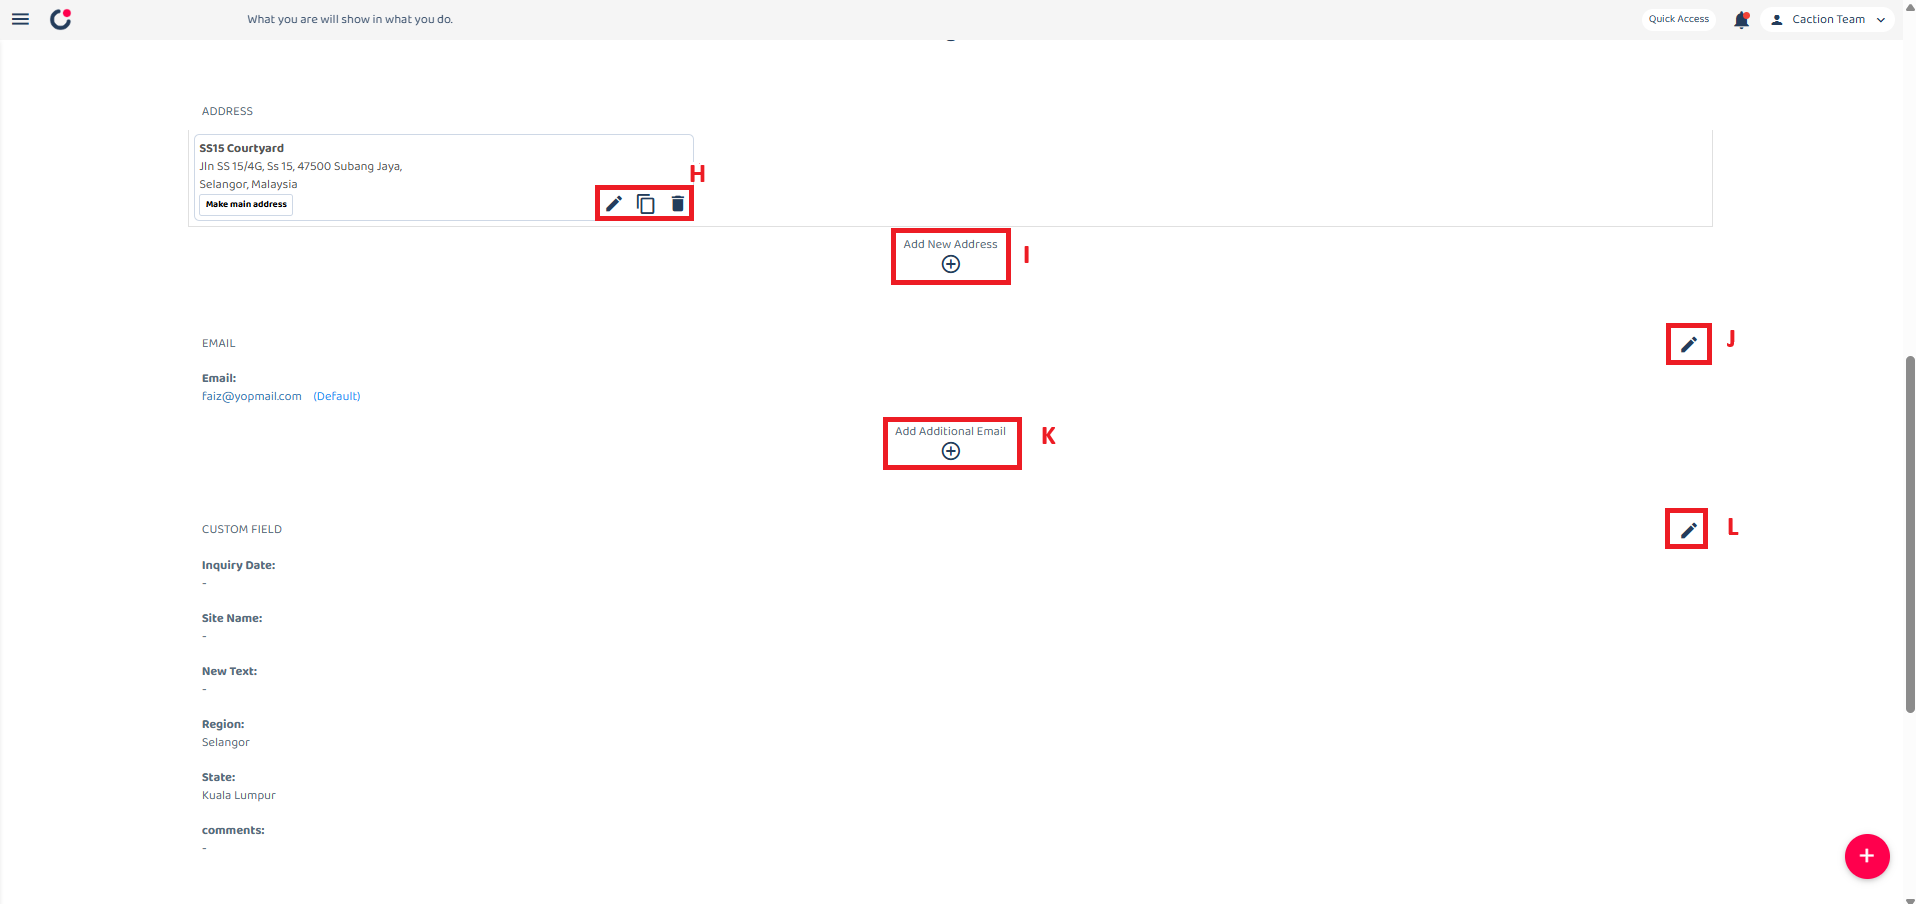 What you are will show in what you do.
Quick Access
Caction Team
ADDRESS
SS15 Courtyard
Jln SS 15/4G, Ss 15, 47500 Subang Jaya,
Selangor, Malaysia
Make main address
H
Add New Address
I
EMAIL
J
Email:
faiz@yopmail.com (Default)
Add Additional Email
K
CUSTOM FIELD
L
Inquiry Date:
-
Site Name:
-
New Text:
-
Region:
Selangor
State:
Kuala Lumpur
comments:
-